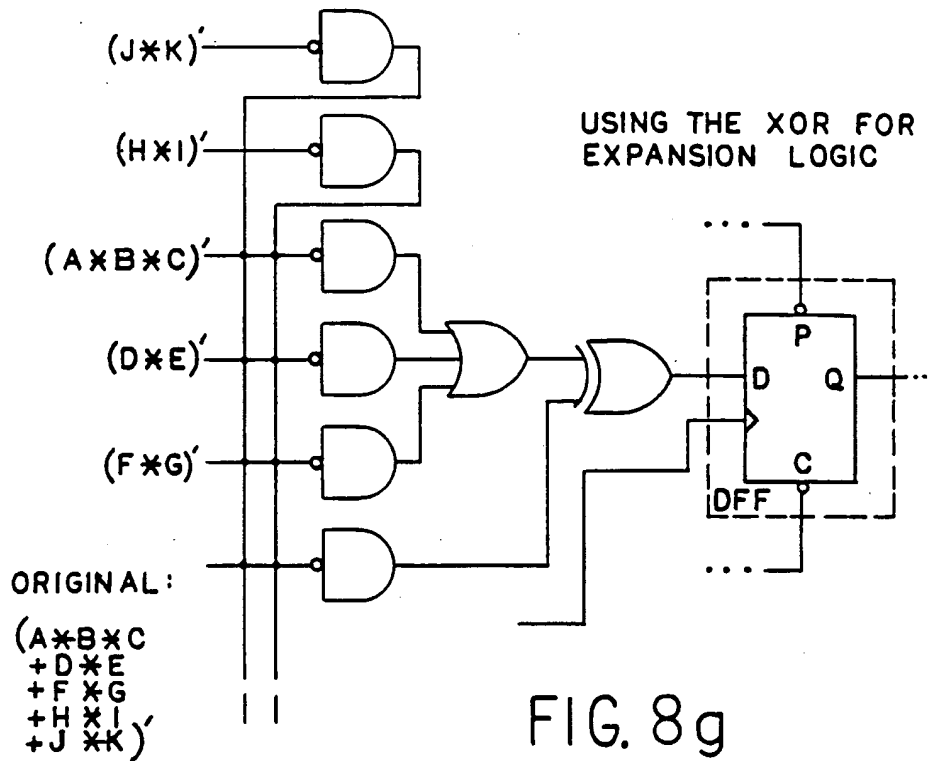 (J*K)'
(H*I)'
USING THE XOR FOR
EXPANSION LOGIC
(A*B*C)'
(D*E)'
(F*G)'
P
D
Q
C
DFF
ORIGINAL:
(A*B*C
+D*E
+F*G
+H*I
+J*K)'
FIG. 8g